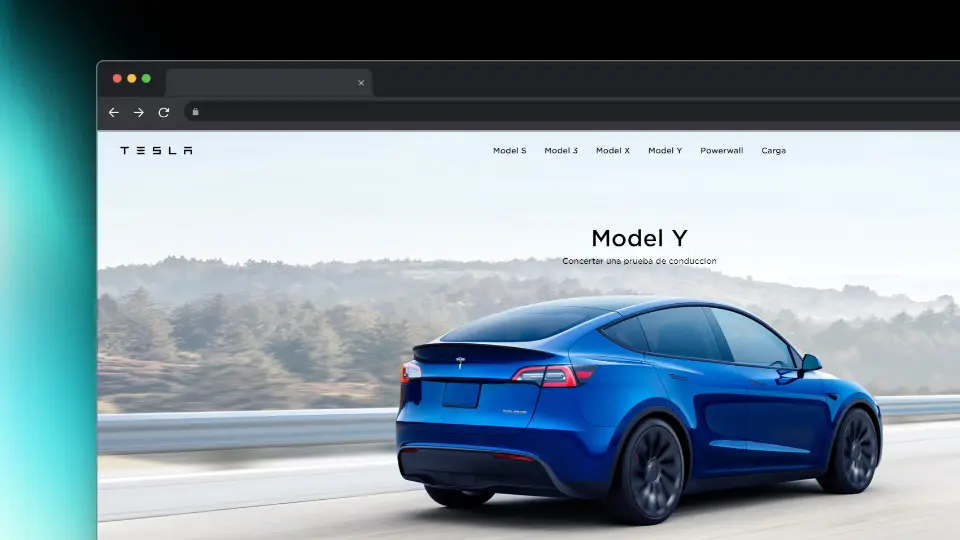 TESLA
Model S Model 3 Model X Model Y Powerwall Carga
Model Y
Concertar una prueba de conduccion